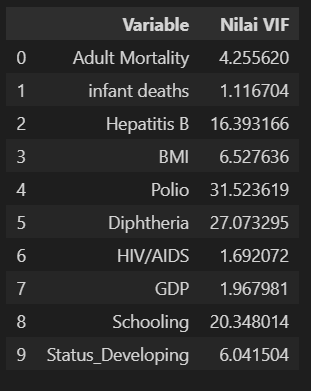 Variable Nilai VIF
0 Adult Mortality 4.255620
1 infant deaths 1.116704
2 Hepatitis B 16.393166
3 BMI 6.527636
4 Polio 31.523619
5 Diphtheria 27.073295
6 HIV/AIDS 1.692072
7 GDP 1.967981
8 Schooling 20.348014
9 Status_Developing 6.041504